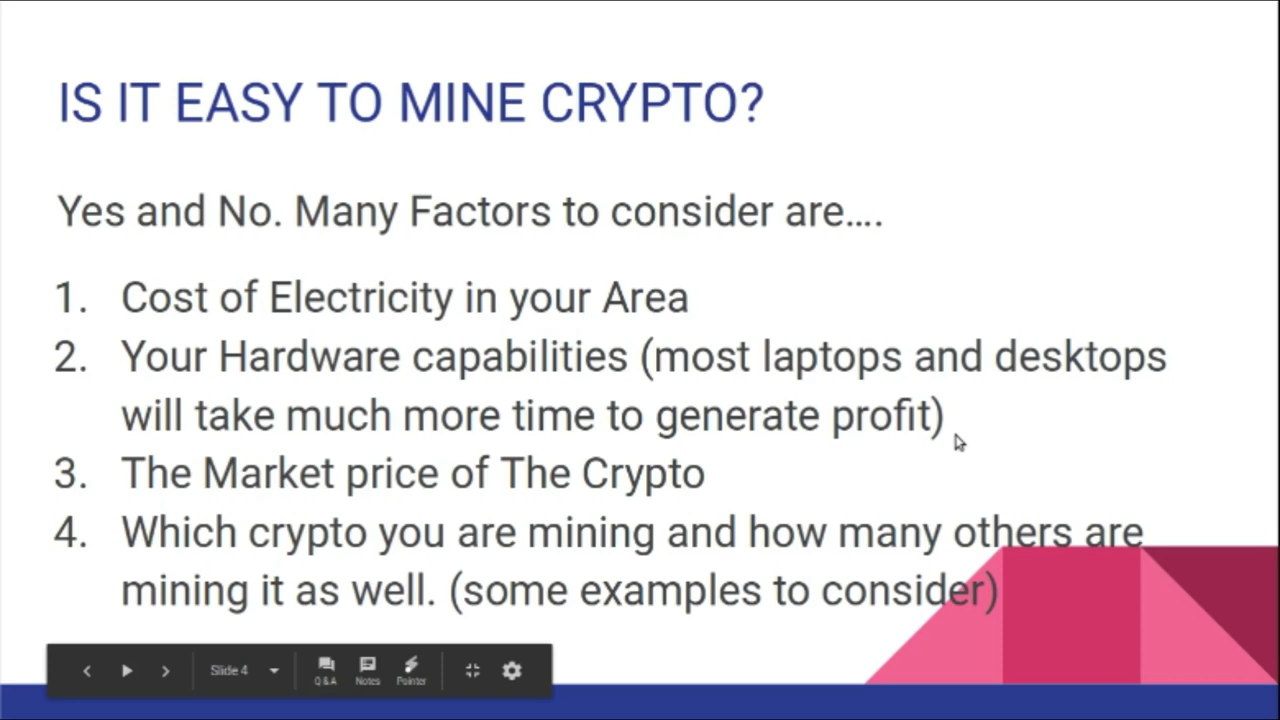 IS IT EASY TO MINE CRYPTO?
Yes and No. Many Factors to consider are....
1. Cost of Electricity in your Area
2. Your Hardware capabilities (most laptops and desktops
will take much more time to generate profit)
3. The Market price of The Crypto
4. Which crypto you are mining and how many others are
mining it as well. (some examples to consider)
Slide 4
Q&A Notes Pointer